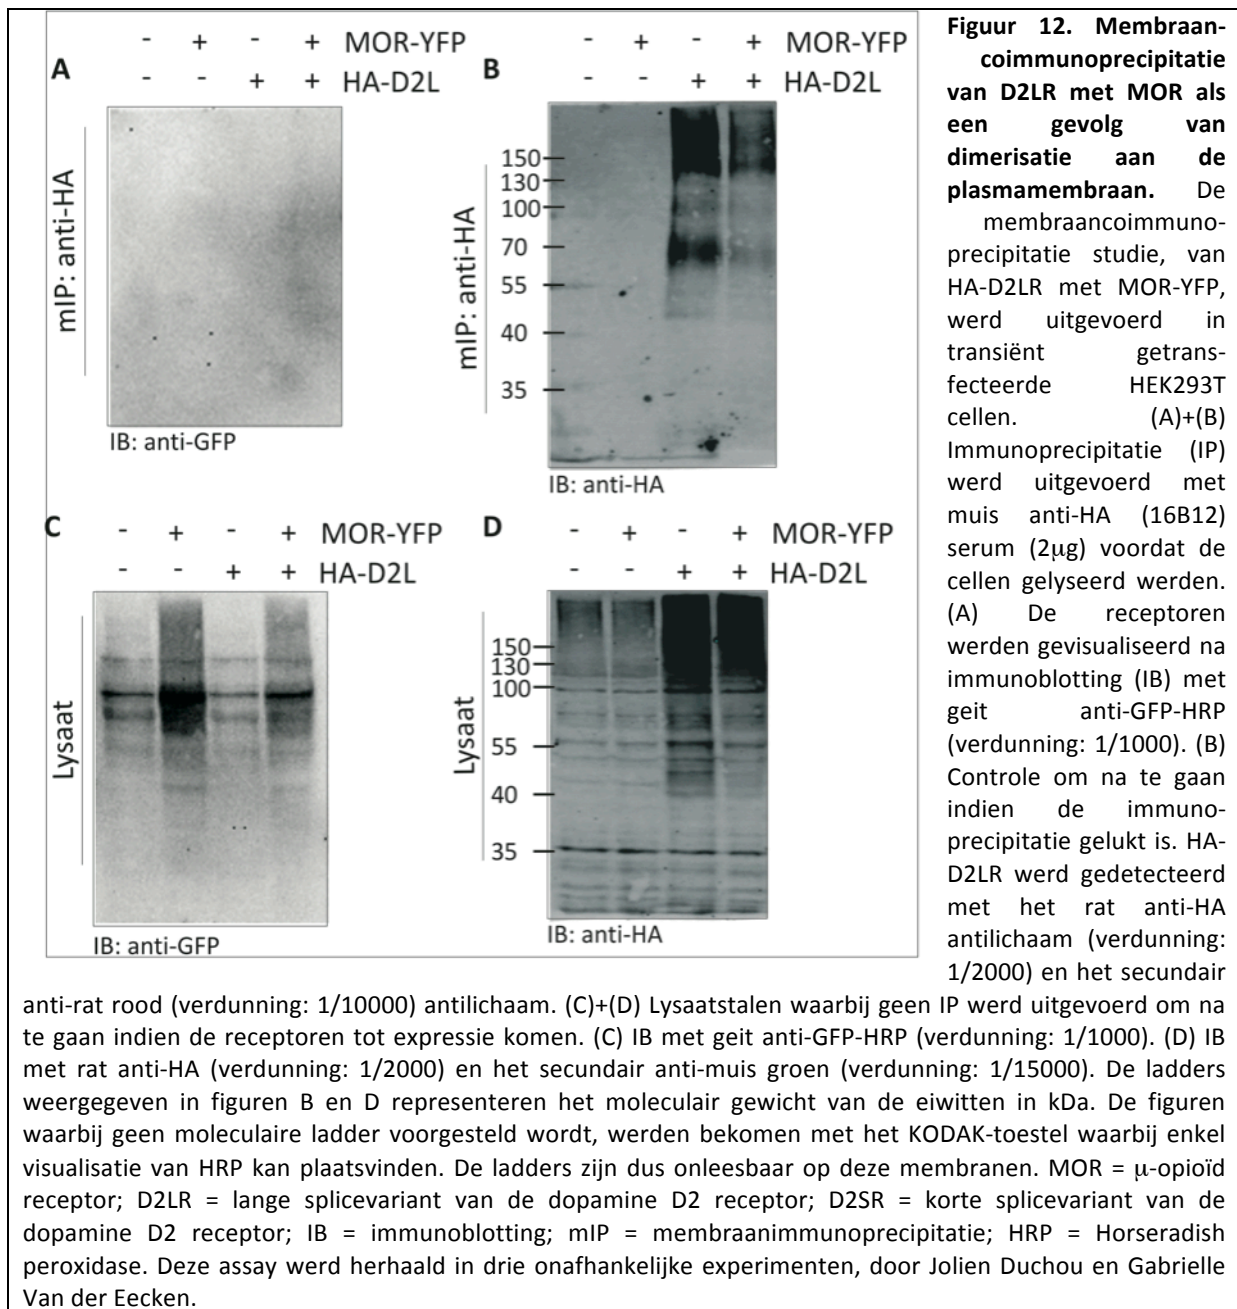 - + - + MOR-YFP
A
- - + + HA-D2L
mIP: anti-HA
IB: anti-GFP
- + - + MOR-YFP
B
- - + + HA-D2L
150
130
100
70
55
40
35
mIP: anti-HA
IB: anti-HA
C
- + - + MOR-YFP
- - + + HA-D2L
Lysaat
IB: anti-GFP
D
- + - + MOR-YFP
- - + + HA-D2L
150
130
100
55
40
35
Lysaat
IB: anti-HA
Figuur 12. Membraan-
coimmunoprecipitatie
van D2LR met MOR als
een gevolg van
dimerisatie aan de
plasmamembraan. De
membraancoimmuno-
precipitatie studie, van
HA-D2LR met MOR-YFP,
werd uitgevoerd in
transiënt getrans-
fecteerde HEK293T
cellen. (A)+(B)
Immunoprecipitatie (IP)
werd uitgevoerd met
muis anti-HA (16B12)
serum (2μg) voordat de
cellen gelyseerd werden.
(A) De receptoren
werden gevisualiseerd na
immunoblotting (IB) met
geit anti-GFP-HRP
(verdunning: 1/1000). (B)
Controle om na te gaan
indien de immuno-
precipitatie gelukt is. HA-
D2LR werd gedetecteerd
met het rat anti-HA
antilichaam (verdunning:
1/2000) en het secundair
anti-rat rood (verdunning: 1/10000) antilichaam. (C)+(D) Lysaatstalen waarbij geen IP werd uitgevoerd om na
te gaan indien de receptoren tot expressie komen. (C) IB met geit anti-GFP-HRP (verdunning: 1/1000). (D) IB
met rat anti-HA (verdunning: 1/2000) en het secundair anti-muis groen (verdunning: 1/15000). De ladders
weergegeven in figuren B en D representeren het moleculair gewicht van de eiwitten in kDa. De figuren
waarbij geen moleculaire ladder voorgesteld wordt, werden bekomen met het KODAK-toestel waarbij enkel
visualisatie van HRP kan plaatsvinden. De ladders zijn dus onleesbaar op deze membranen. MOR = μ-opioïd
receptor; D2LR = lange splicevariant van de dopamine D2 receptor; D2SR = korte splicevariant van de
dopamine D2 receptor; IB = immunoblotting; mIP = membraanimmunoprecipitatie; HRP = Horseradish
peroxidase. Deze assay werd herhaald in drie onafhankelijke experimenten, door Jolien Duchou en Gabrielle
Van der Eecken.